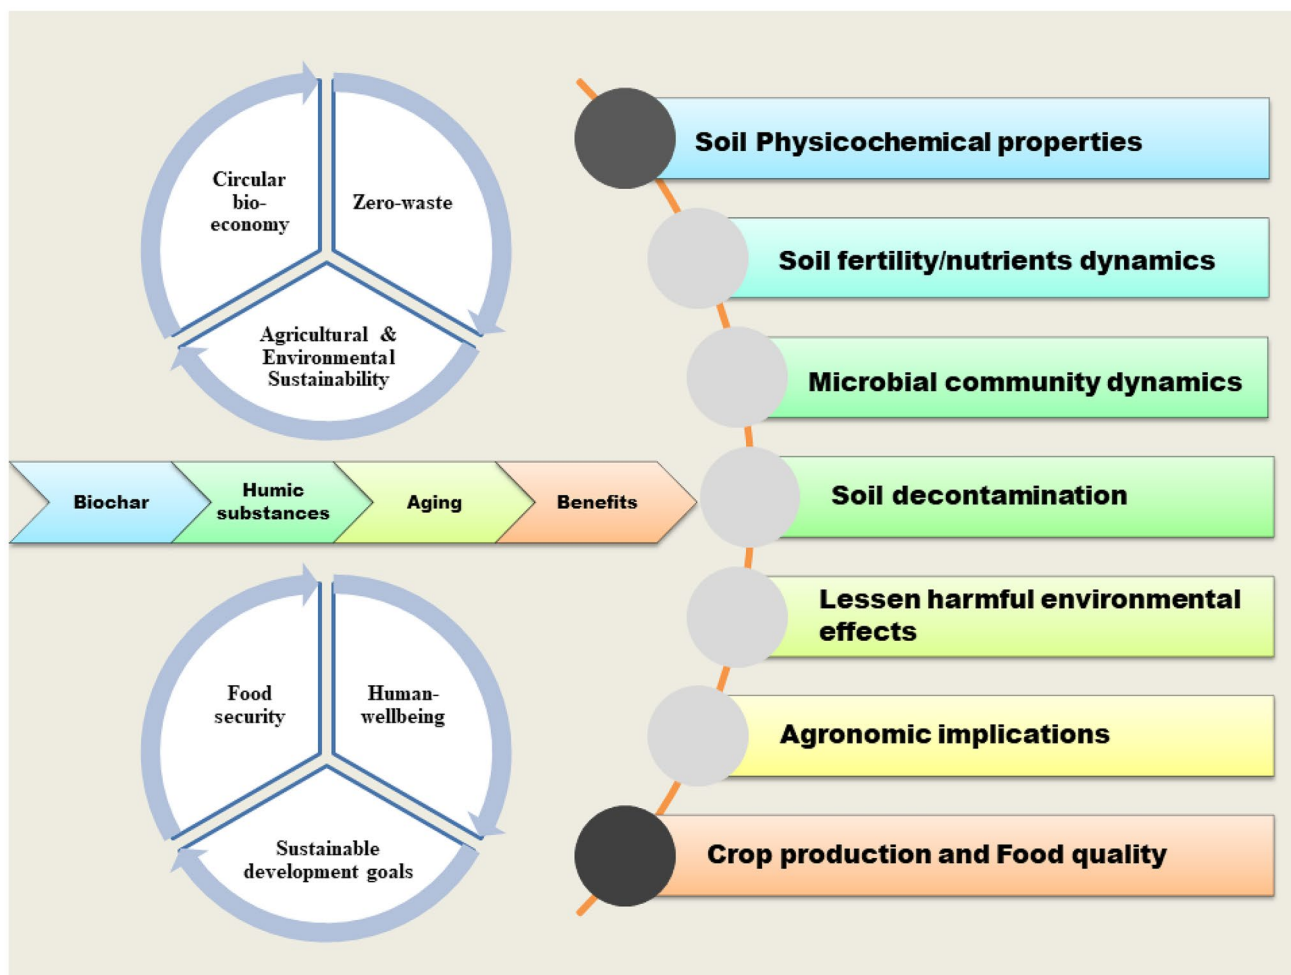 Circular
bio-
economy
Zero-waste
Agricultural & 
Environmental
Sustainability
Biochar
Humic
substances
Aging
Benefits
Food
security
Human-
wellbeing
Sustainable
development goals
Soil Physicochemical properties
Soil fertility/nutrients dynamics
Microbial community dynamics
Soil decontamination
Lessen harmful environmental
effects
Agronomic implications
Crop production and Food quality